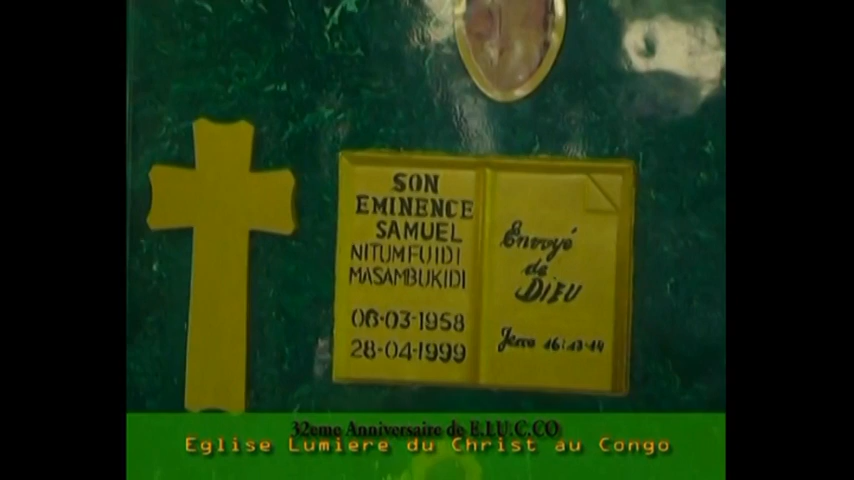 SON
EMINENCE
SAMUEL
NITUMFUIDI
MASAMBUKIDI
06-03-1958
28-04-1999
Envoyé
de
DIEU
16:13-14
32eme Anniversaire de E.LU.C.CO
Eglise Lumiere du Christ au Congo